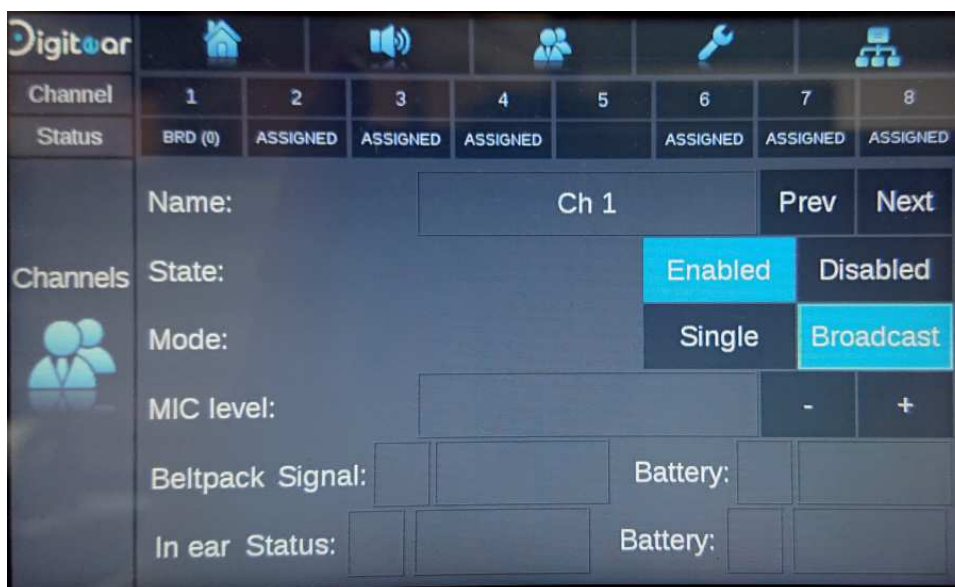 Digitear
Channel 1 2 3 4 5 6 7 8
Status BRD (0) ASSIGNED ASSIGNED ASSIGNED ASSIGNED ASSIGNED ASSIGNED
Name: Ch 1 Prev Next
Channels State: Enabled Disabled
Mode: Single Broadcast
MIC level: - +
Beltpack Signal: Battery:
In ear Status: Battery: